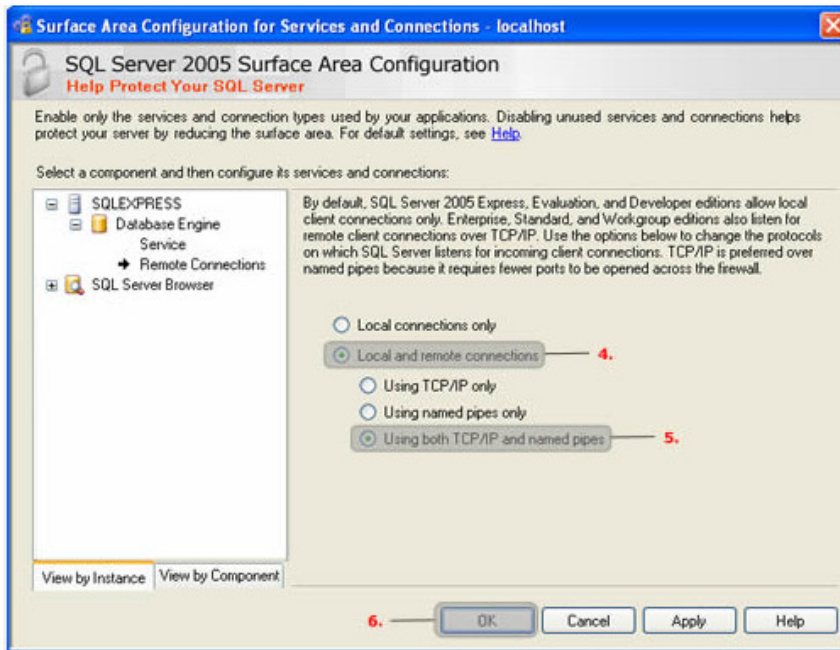 Surface Area Configuration for Services and Connections - localhost
SQL Server 2005 Surface Area Configuration
Help Protect Your SQL Server
Enable only the services and connection types used by your applications. Disabling unused services and connections helps
protect your server by reducing the surface area. For default settings, see Help.
Select a component and then configure its services and connections:
SQLEXPRESS
Database Engine
Service
Remote Connections
SQL Server Browser
By default, SQL Server 2005 Express, Evaluation, and Developer editions allow local
client connections only. Enterprise, Standard, and Workgroup editions also listen for
remote client connections over TCP/IP. Use the options below to change the protocols
on which SQL Server listens for incoming client connections. TCP/IP is preferred over
named pipes because it requires fewer ports to be opened across the firewall.
Local connections only
Local and remote connections 4.
Using TCP/IP only
Using named pipes only
Using both TCP/IP and named pipes 5.
View by Instance View by Component
6. OK Cancel Apply Help